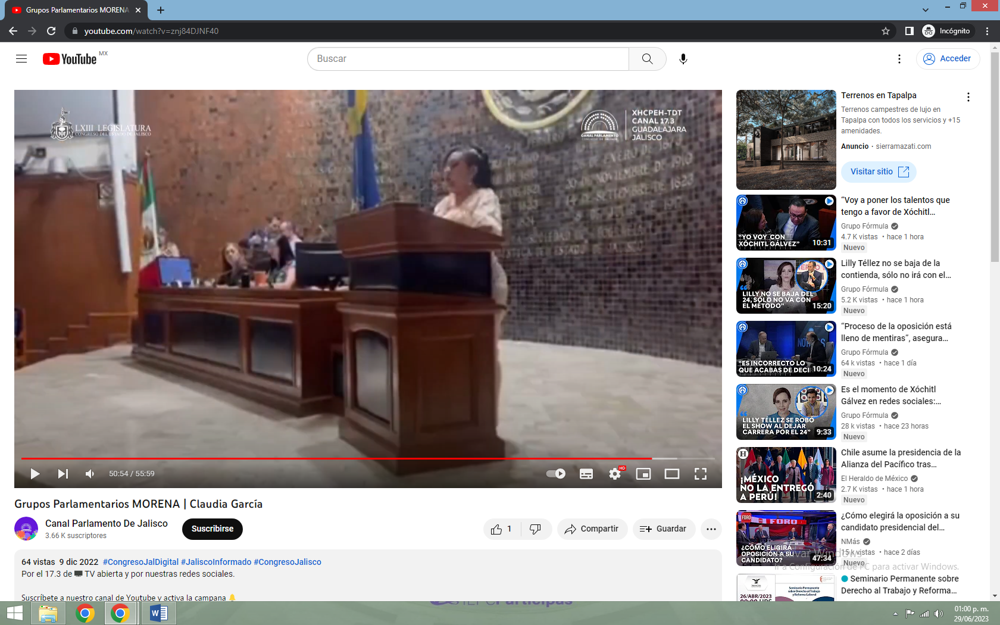 Grupos Parlamentarios MORENA
youtube.com/watch?v=znj84DJNF40
Incógnito
YouTube MX
Buscar
Acceder
LXIII LEGISLATURA
CONGRESO DEL ESTADO DE JALISCO
CANAL PARLAMENTO
XHCPEH-TDT
CANAL 17.3
GUADALAJARA
JALISCO
50:54 / 55:59
HD
Grupos Parlamentarios MORENA | Claudia García
Canal Parlamento De Jalisco
3.66 K suscriptores
Suscribirse
1
Compartir
Guardar
64 vistas 9 dic 2022 #CongresoJalDigital #JaliscoInformado #CongresoJalisco
Por el 17.3 de 🖥️ TV abierta y por nuestras redes sociales.
Suscríbete a nuestro canal de Youtube y activa la campana 🔔
Terrenos en Tapalpa
Terrenos campestres de lujo en
Tapalpa con todos los servicios y +15
amenidades.
Anuncio · sierramazati.com
Visitar sitio
"YO VOY CON
XÓCHITL GÁLVEZ"
10:31
“Voy a poner los talentos que
tengo a favor de Xóchitl...
Grupo Fórmula
4.7 K vistas • hace 1 hora
Nuevo
LILLY NO SE BAJA DEL
24, SÓLO NO VA CON
EL MÉTODO”
15:20
Lilly Téllez no se baja de la
contienda, sólo no irá con el...
Grupo Fórmula
5.2 K vistas • hace 1 hora
Nuevo
“ES INCORRECTO LO
QUE ACABAS DE DECI
10:24
“Proceso de la oposición está
lleno de mentiras”, asegura...
Grupo Fórmula
64 k vistas • hace 1 día
Nuevo
LILLY TÉLLEZ SE ROBÓ
EL SHOW AL DEJAR
CARRERA POR EL 24”
9:33
Es el momento de Xóchitl
Gálvez en redes sociales:...
Grupo Fórmula
28 k vistas • hace 23 horas
Nuevo
H
¡MÉXICO
NO LA ENTREGÓ
A PERÚ!
2:40
Chile asume la presidencia de la
Alianza del Pacífico tras...
El Heraldo de México
2.7 K vistas • hace 1 hora
Nuevo
FORO
¿CÓMO ELIGIRÁ
OPOSICIÓN A SU
CANDIDATO?
47:34
¿Cómo elegirá la oposición a su
candidato presidencial del...
NMás
15 k vistas • hace 2 días
Nuevo
Ir a Configuración de PC para activar Windows.
26/ABR/2023
Seminario Permanente
sobre Derecho al Trabajo
y Reforma Laboral
Seminario Permanente sobre
Derecho al Trabajo y Reforma...
01:00 p. m.
29/06/2023